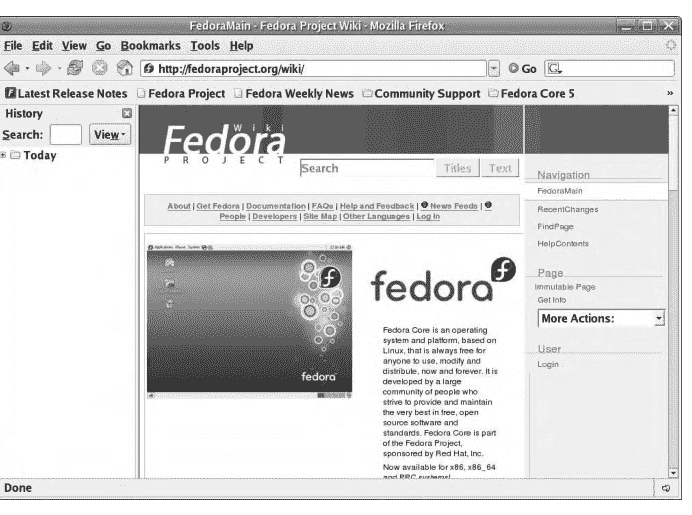 FedoraMain - Fedora Project Wiki - Mozilla Firefox
File Edit View Go Bookmarks Tools Help
http://fedoraproject.org/wiki/ Go
Latest Release Notes Fedora Project Fedora Weekly News Community Support Fedora Core 5 »
History
Search: View
Today
Fedora Wiki
PROJECT
Search Titles Text
About | Get Fedora | Documentation | FAQs | Help and Feedback | News Feeds |
People | Developers | Site Map | Other Languages | Log In
Applications Places System
fedora
fedora
Fedora Core is an operating
system and platform, based on
Linux, that is always free for
anyone to use, modify and
distribute, now and forever. It is
developed by a large
community of people who
strive to provide and maintain
the very best in free, open
source software and
standards. Fedora Core is part
of the Fedora Project,
sponsored by Red Hat, Inc.
Now available for x86, x86_64
and PPC systems!
Navigation
FedoraMain
RecentChanges
FindPage
HelpContents
Page
Immutable Page
Get Info
More Actions:
User
Login
Done